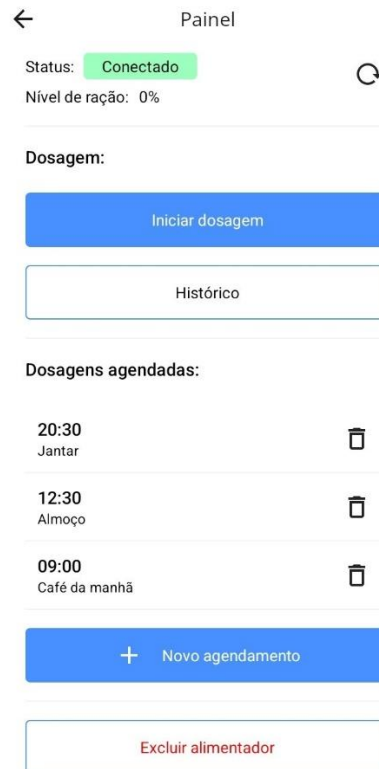 Painel
Status: Conectado
Nível de ração: 0%
Dosagem:
Iniciar dosagem
Histórico
Dosagens agendadas:
20:30
Jantar
12:30
Almoço
09:00
Café da manhã
+ Novo agendamento
Excluir alimentador